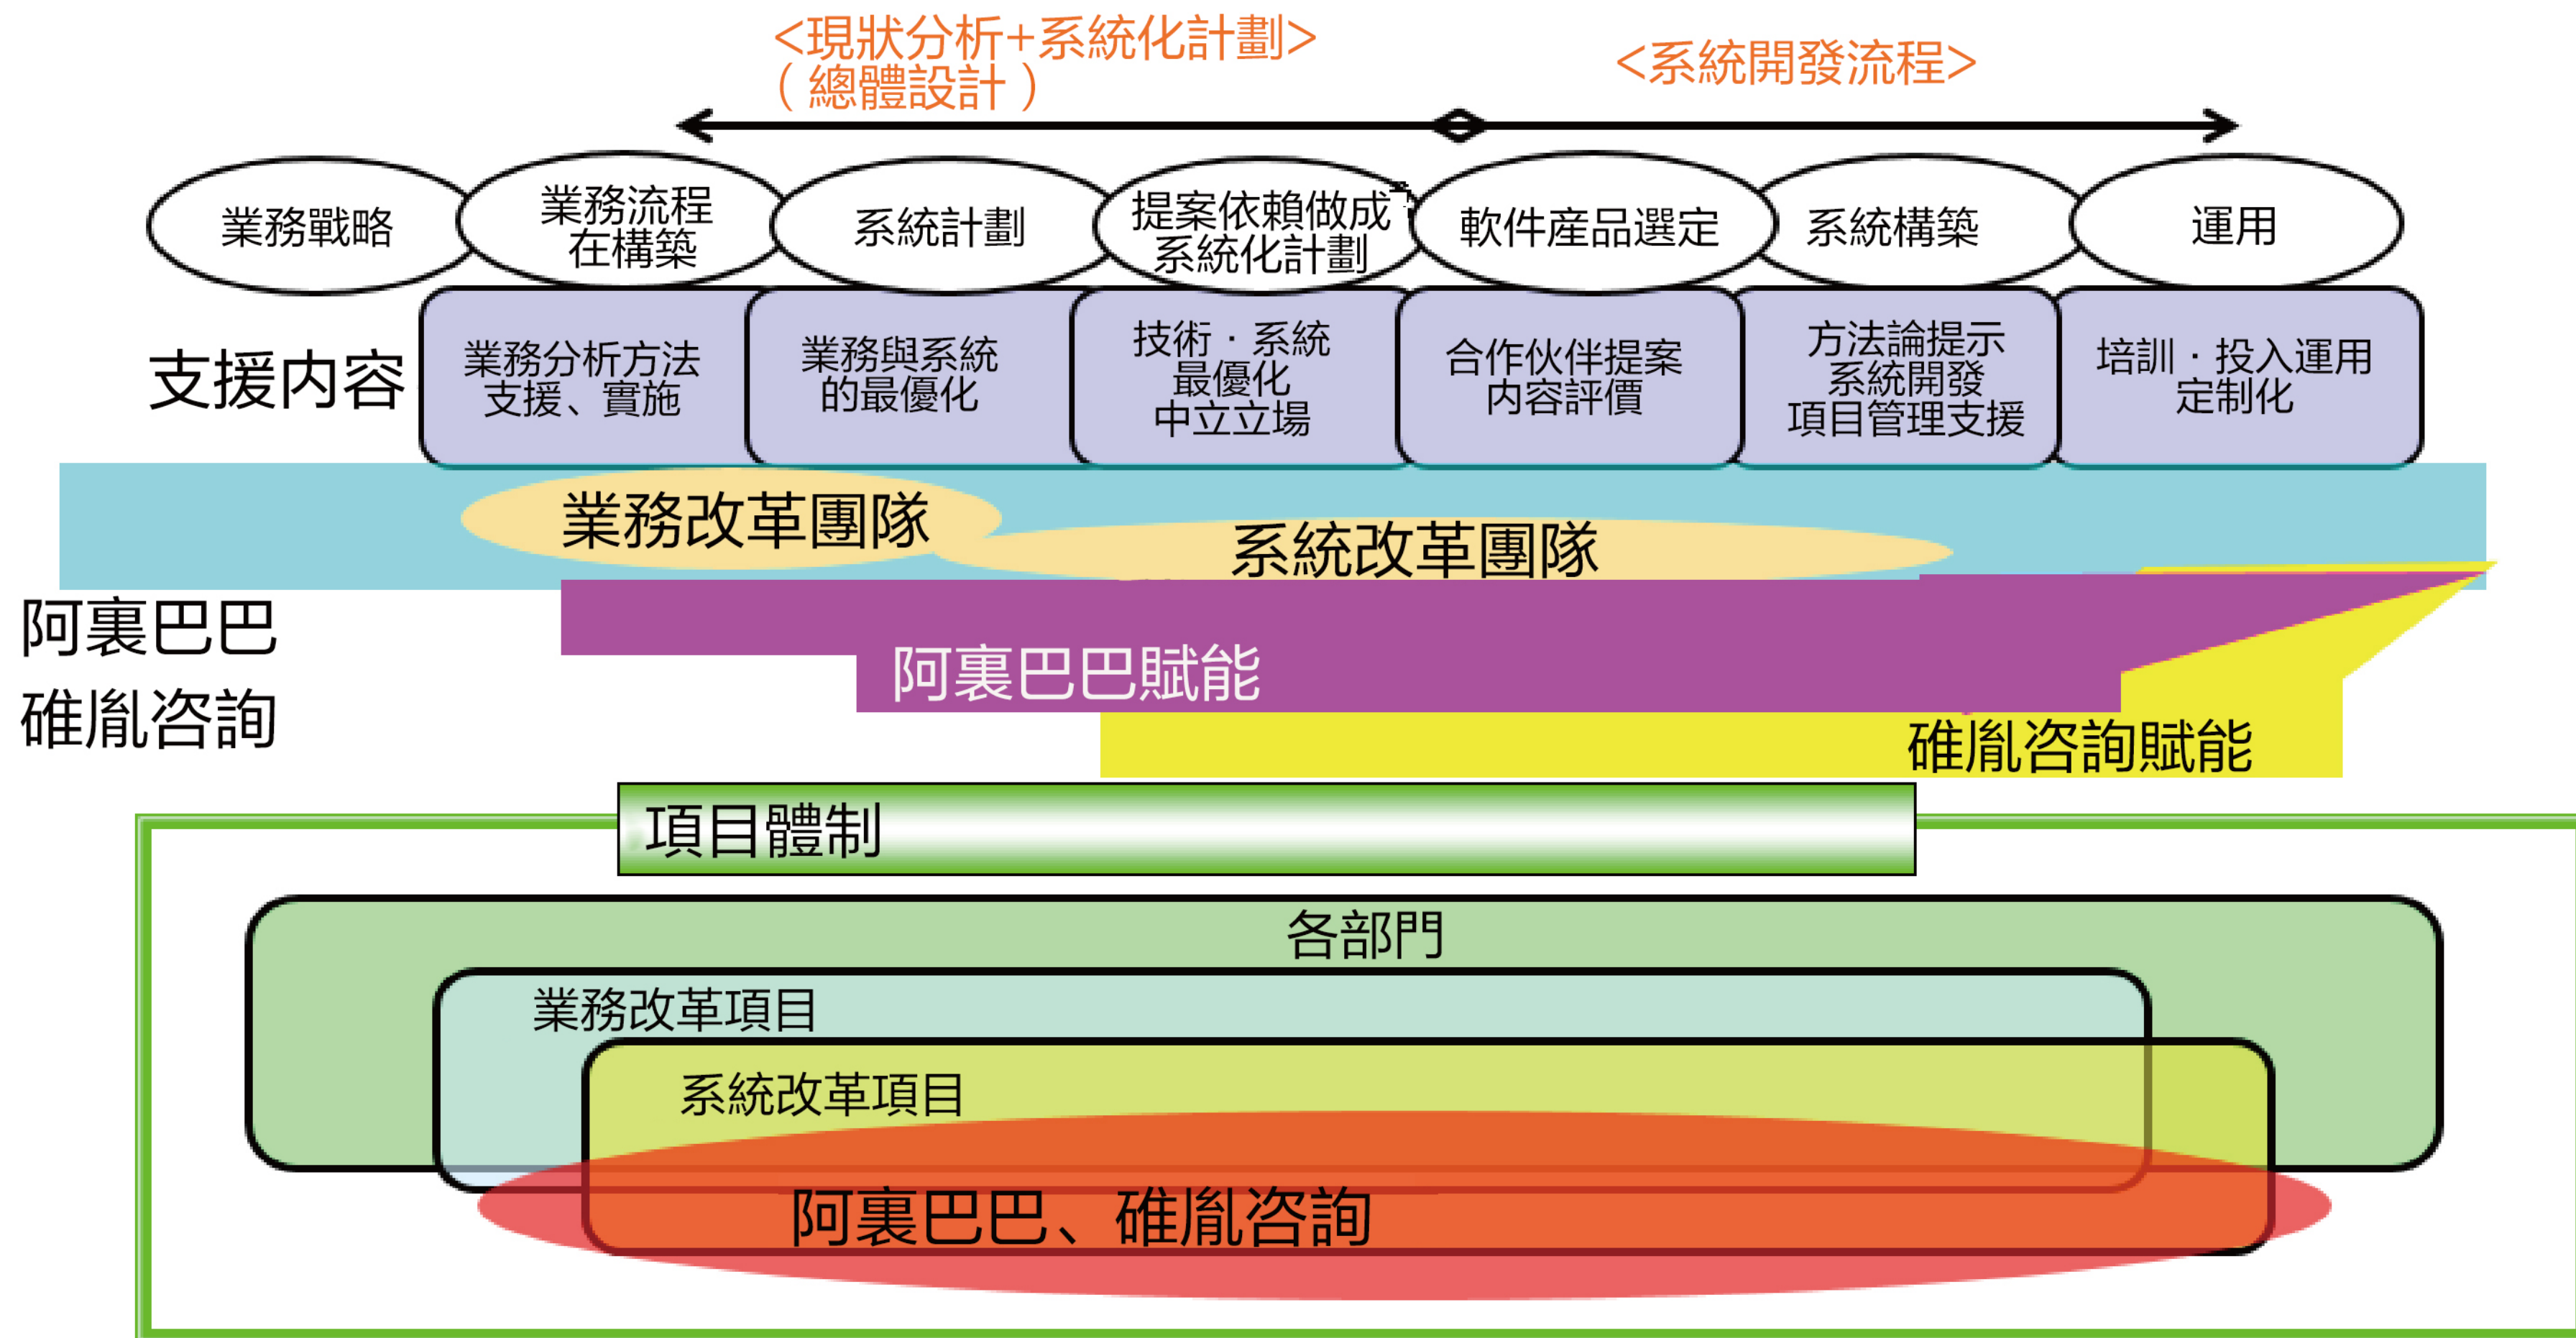 <現狀分析+系統化計劃>
（總體設計）
<系統開發流程>
業務戰略
業務流程
在構築
系統計劃
提案依賴做成
系統化計劃
軟件産品選定
系統構築
運用
支援内容
業務分析方法
支援、實施
業務與系統
的最優化
技術·系統
最優化
中立立場
合作伙伴提案
内容評價
方法論提示
系統開發
項目管理支援
培訓·投入運用
定制化
業務改革團隊
系統改革團隊
阿裏巴巴
碓胤咨詢
阿裏巴巴賦能
碓胤咨詢賦能
項目體制
各部門
業務改革項目
系統改革項目
阿裏巴巴、碓胤咨詢